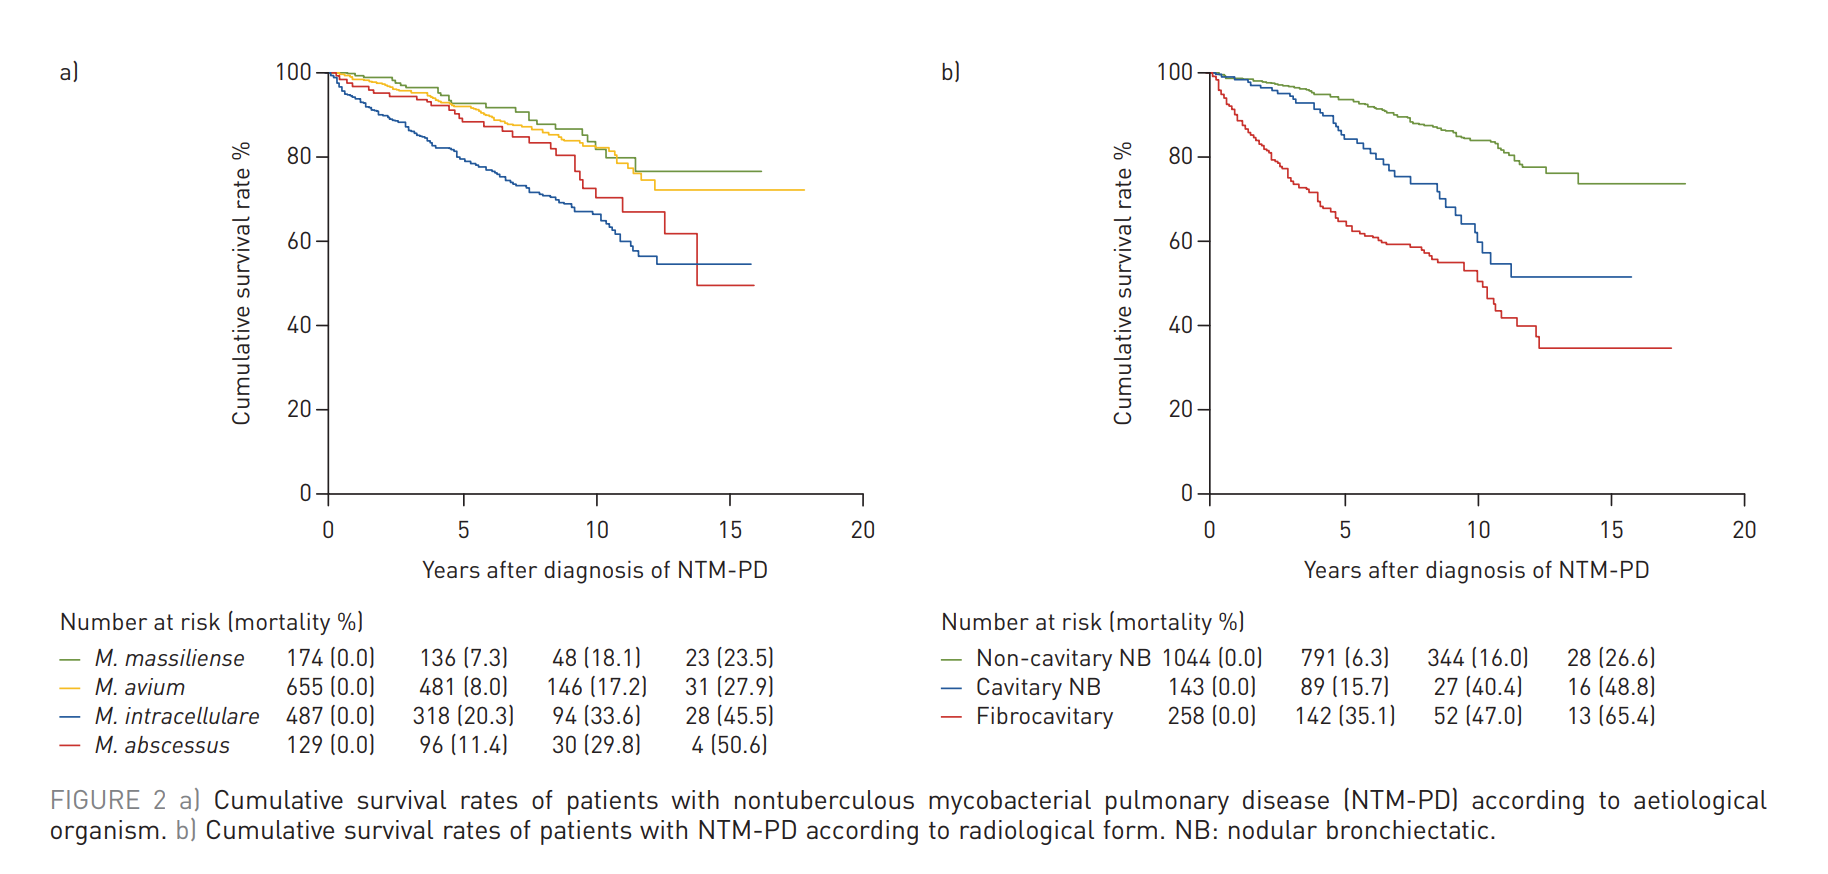 a)
100
80
60
40
20
0
Cumulative survival rate %
0 5 10 15 20
Years after diagnosis of NTM-PD
Number at risk (mortality %)
M. massiliense 174 (0.0) 136 (7.3) 48 (18.1) 23 (23.5)
M. avium 655 (0.0) 481 (8.0) 146 (17.2) 31 (27.9)
M. intracellulare 487 (0.0) 318 (20.3) 94 (33.6) 28 (45.5)
M. abscessus 129 (0.0) 96 (11.4) 30 (29.8) 4 (50.6)
b)
100
80
60
40
20
0
Cumulative survival rate %
0 5 10 15 20
Years after diagnosis of NTM-PD
Number at risk (mortality %)
Non-cavitary NB 1044 (0.0) 791 (6.3) 344 (16.0) 28 (26.6)
Cavitary NB 143 (0.0) 89 (15.7) 27 (40.4) 16 (48.8)
Fibrocavitary 258 (0.0) 142 (35.1) 52 (47.0) 13 (65.4)
FIGURE 2 a) Cumulative survival rates of patients with nontuberculous mycobacterial pulmonary disease (NTM-PD) according to aetiological
organism. b) Cumulative survival rates of patients with NTM-PD according to radiological form. NB: nodular bronchiectatic.